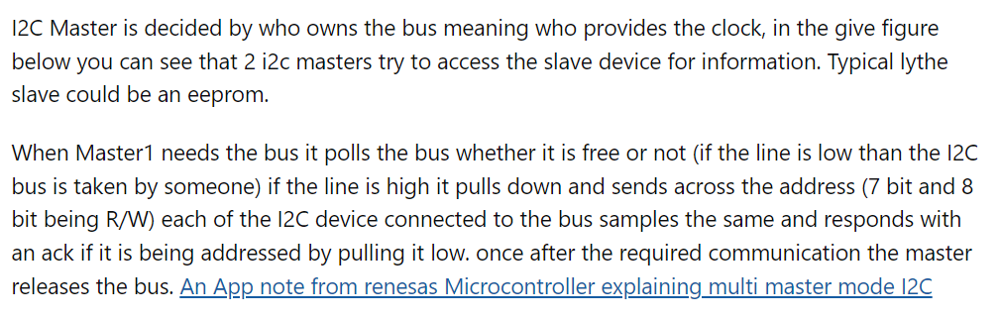 I2C Master is decided by who owns the bus meaning who provides the clock, in the give figure
below you can see that 2 i2c masters try to access the slave device for information. Typical lythe
slave could be an eeprom.
When Master1 needs the bus it polls the bus whether it is free or not (if the line is low than the I2C
bus is taken by someone) if the line is high it pulls down and sends across the address (7 bit and 8
bit being R/W) each of the I2C device connected to the bus samples the same and responds with
an ack if it is being addressed by pulling it low. once after the required communication the master
releases the bus. An App note from renesas Microcontroller explaining multi master mode I2C